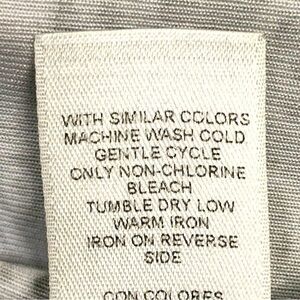 WITH SIMILAR COLORS
MACHINE WASH COLD
GENTLE CYCLE
ONLY NON-CHLORINE
BLEACH
TUMBLE DRY LOW
WARM IRON
IRON ON REVERSE
SIDE
CON COLORES